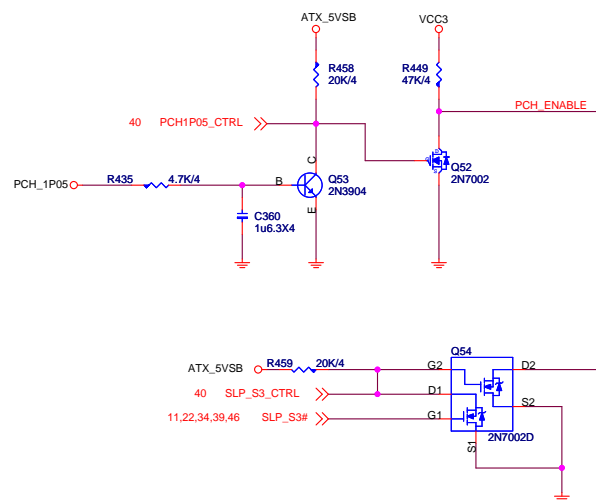 ATX_5VSB
VCC3
R458
20K/4
R449
47K/4
PCH_ENABLE
40 PCH1P05_CTRL
C
Q52
2N7002
PCH_1P05
R435 4.7K/4
B
Q53
2N3904
E
C360
1u6.3X4
Q54
ATX_5VSB
R459 20K/4
G2
D2
40 SLP_S3_CTRL
D1
S2
11,22,34,39,46 SLP_S3#
G1
2N7002D
S1